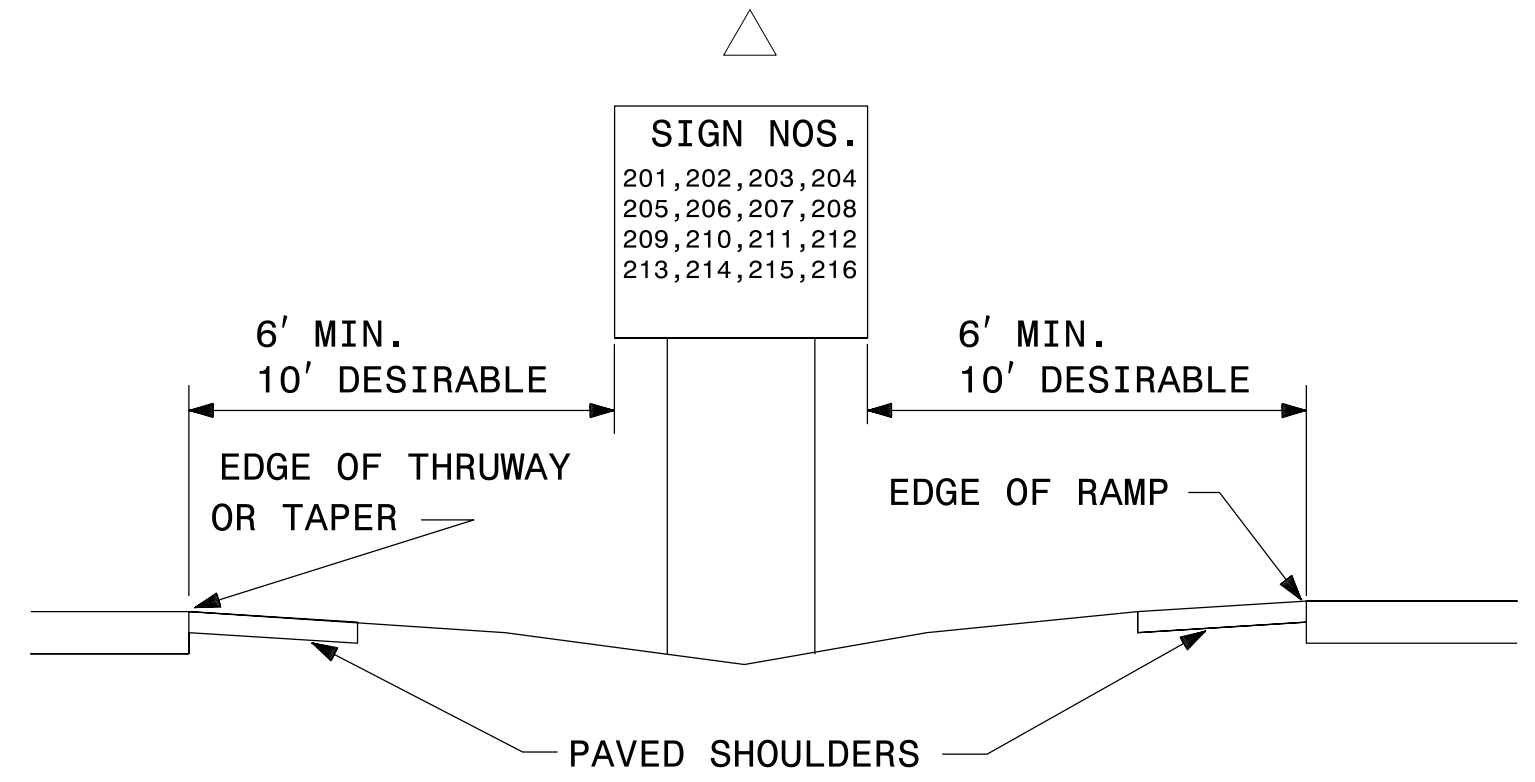 SIGN NOS.
201,202,203,204
205,206,207,208
209,210,211,212
213,214,215,216
6' MIN.
10' DESIRABLE
6' MIN.
10' DESIRABLE
EDGE OF THRUWAY
OR TAPER
EDGE OF RAMP
PAVED SHOULDERS